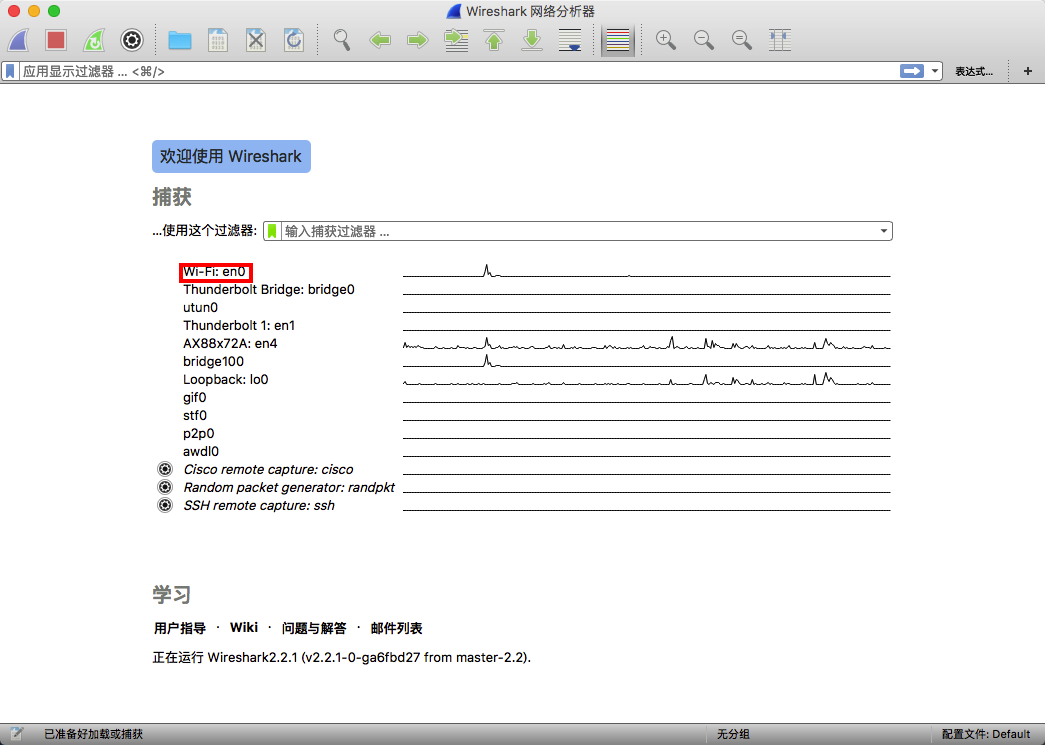 Wireshark 网络分析器
应用显示过滤器 ... <⌘/>
表达式...
+
欢迎使用 Wireshark
捕获
...使用这个过滤器:
输入捕获过滤器 ...
Wi-Fi: en0
Thunderbolt Bridge: bridge0
utun0
Thunderbolt 1: en1
AX88x72A: en4
bridge100
Loopback: lo0
gif0
stf0
p2p0
awdl0
Cisco remote capture: cisco
Random packet generator: randpkt
SSH remote capture: ssh
学习
用户指导 · Wiki · 问题与解答 · 邮件列表
正在运行 Wireshark2.2.1 (v2.2.1-0-ga6fbd27 from master-2.2).
已准备好加载或捕获
无分组
配置文件: Default